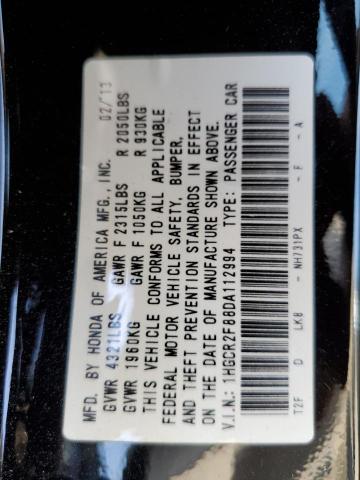 MFD. BY HONDA OF AMERICA MFG., INC. 02/13
GVWR 4321LBS GAWR F 2315LBS R 2050LBS
GVWR 1960KG GAWR F 1050KG R 930KG
THIS VEHICLE CONFORMS TO ALL APPLICABLE
FEDERAL MOTOR VEHICLE SAFETY, BUMPER,
AND THEFT PREVENTION STANDARDS IN EFFECT
ON THE DATE OF MANUFACTURE SHOWN ABOVE.
V.I.N.: 1HGCR2F88DA112994 TYPE: PASSENGER CAR
T2F D LK8 - NH731PX - F - A